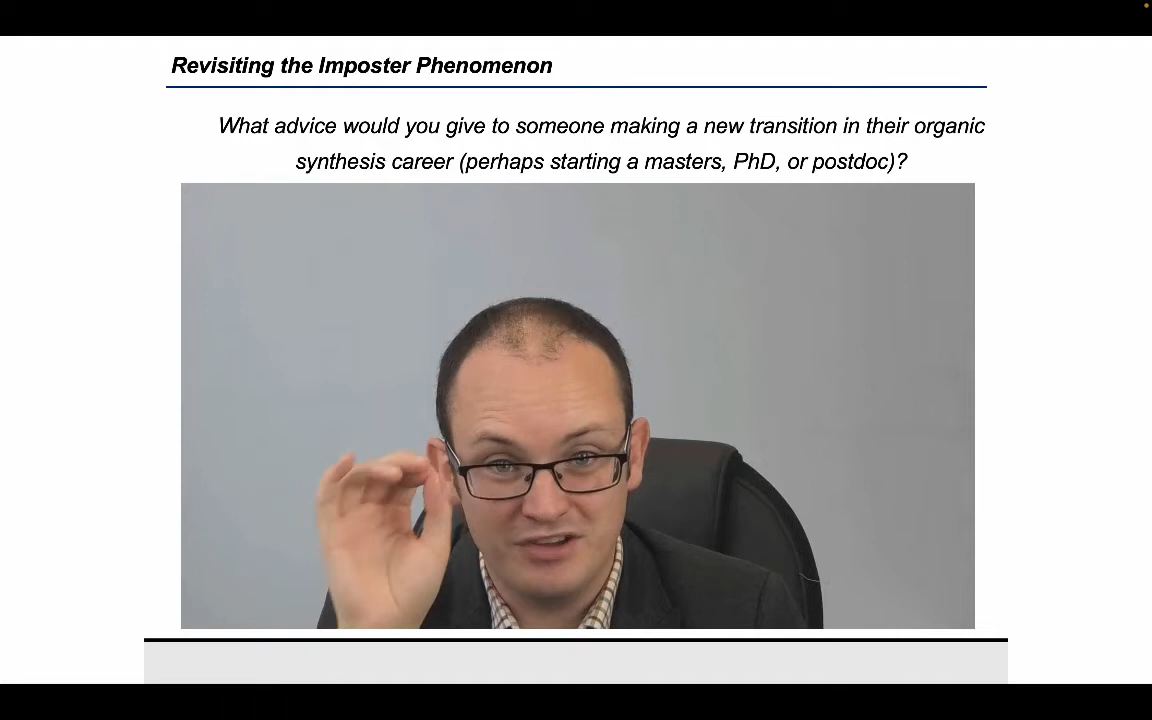 Revisiting the Imposter Phenomenon
What advice would you give to someone making a new transition in their organic
synthesis career (perhaps starting a masters, PhD, or postdoc)?